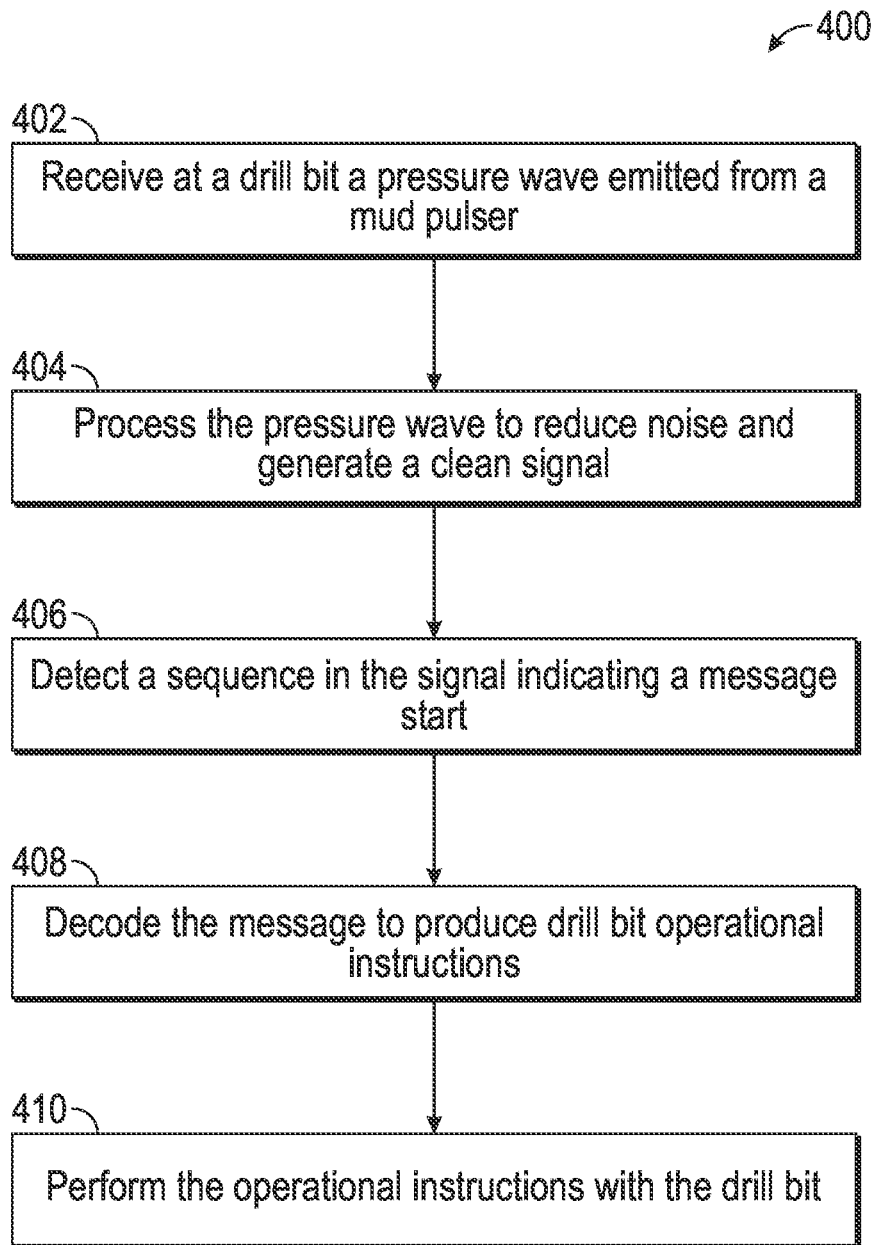 400
402
Receive at a drill bit a pressure wave emitted from a
mud pulser
404
Process the pressure wave to reduce noise and
generate a clean signal
406
Detect a sequence in the signal indicating a message
start
408
Decode the message to produce drill bit operational
instructions
410
Perform the operational instructions with the drill bit